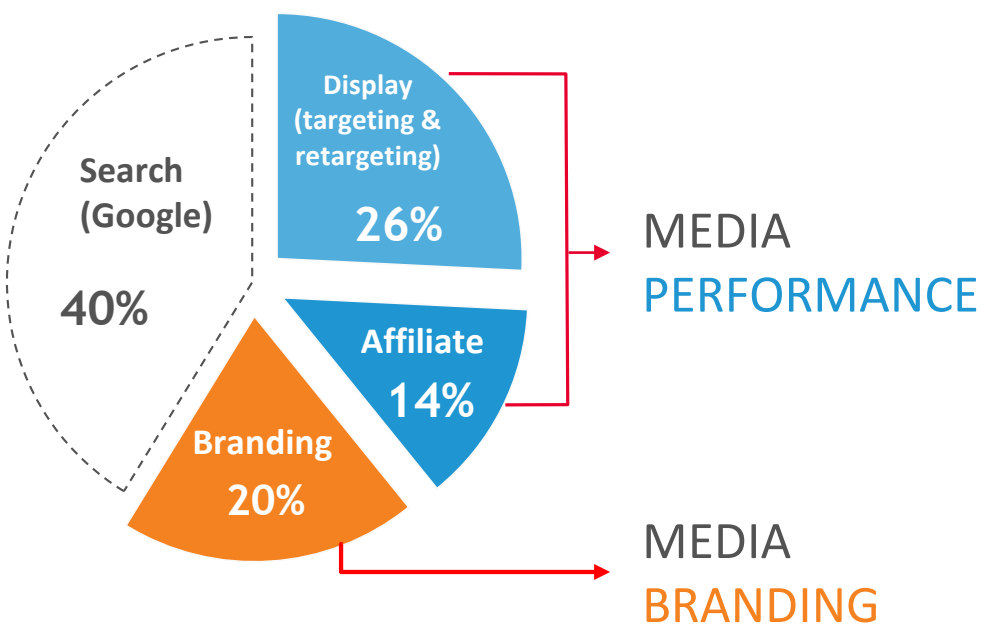 Display
(targeting &
retargeting)
26%
Search
(Google)
40%
MEDIA
PERFORMANCE
Affiliate
14%
Branding
20%
MEDIA
BRANDING